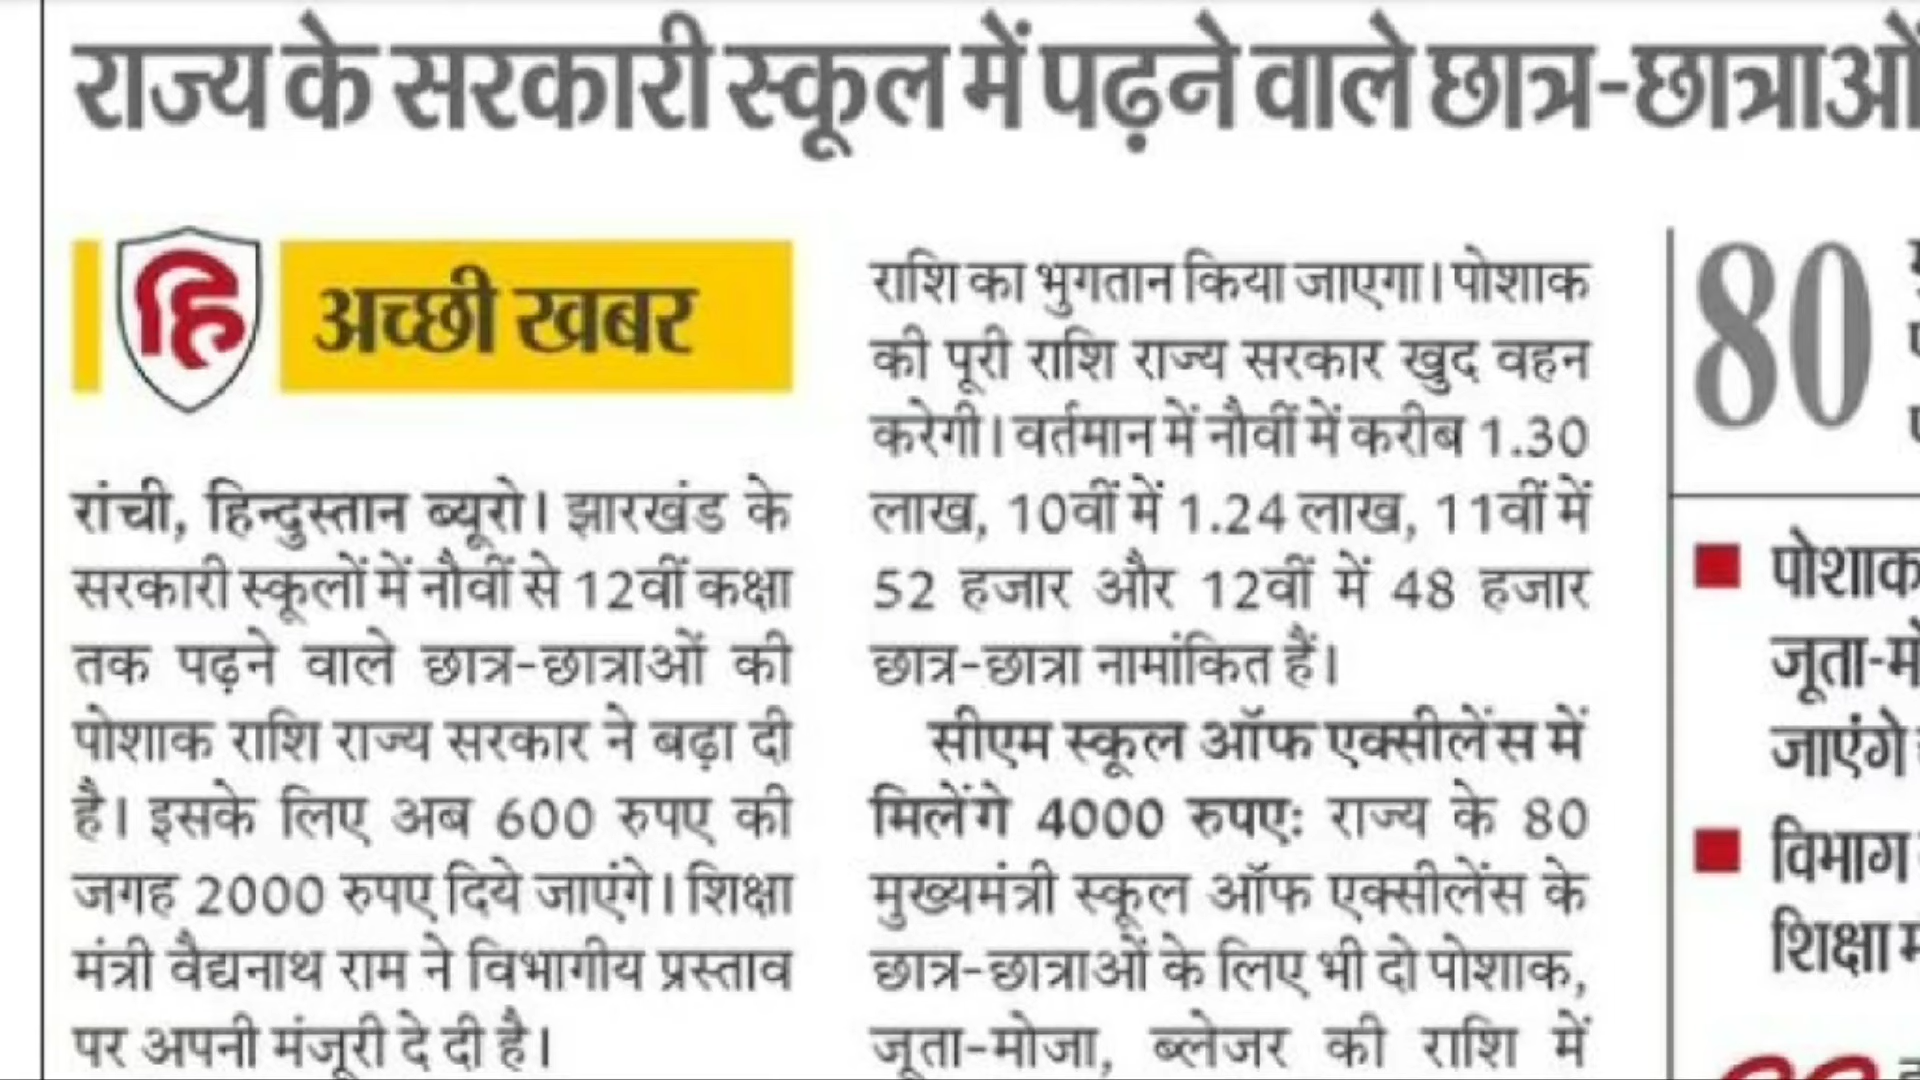 राज्य के सरकारी स्कूल में पढ़ने वाले छात्र-छात्राओं
हि
अच्छी खबर
रांची, हिन्दुस्तान ब्यूरो। झारखंड के
सरकारी स्कूलों में नौवीं से 12वीं कक्षा
तक पढ़ने वाले छात्र-छात्राओं की
पोशाक राशि राज्य सरकार ने बढ़ा दी
है। इसके लिए अब 600 रुपए की
जगह 2000 रुपए दिये जाएंगे। शिक्षा
मंत्री वैद्यनाथ राम ने विभागीय प्रस्ताव
पर अपनी मंजूरी दे दी है।
राशि का भुगतान किया जाएगा। पोशाक
की पूरी राशि राज्य सरकार खुद वहन
करेगी। वर्तमान में नौवीं में करीब 1.30
लाख, 10वीं में 1.24 लाख, 11वीं में
52 हजार और 12वीं में 48 हजार
छात्र-छात्रा नामांकित हैं।
सीएम स्कूल ऑफ एक्सीलेंस में
मिलेंगे 4000 रुपए: राज्य के 80
मुख्यमंत्री स्कूल ऑफ एक्सीलेंस के
छात्र-छात्राओं के लिए भी दो पोशाक,
जूता-मोजा, ब्लेजर की राशि में
80
पोशाक
जूता-मो
जाएंगे
विभाग
शिक्षा म